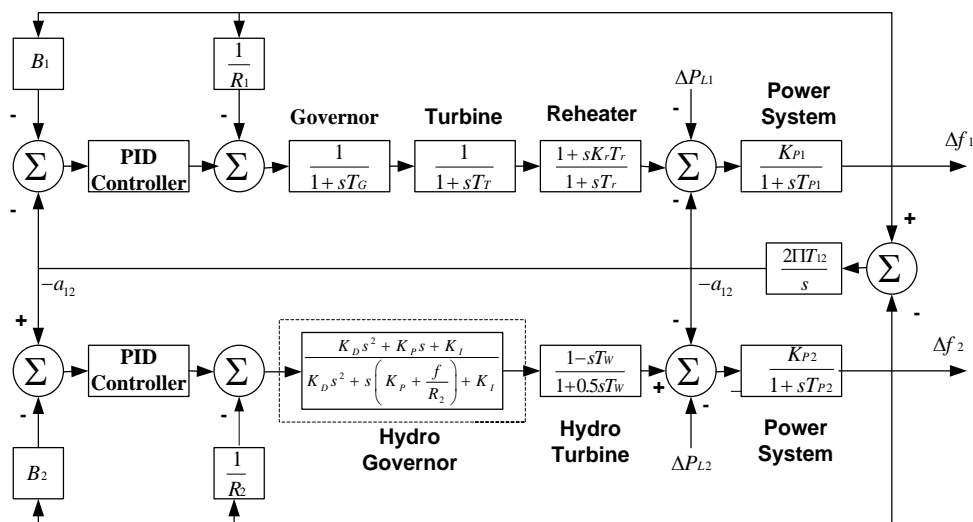 B1
1
R1
ΔPL1
Power
System
Governor
Turbine
Reheater
-
-
-
Σ
PID
Controller
Σ
1
1+sTG
1
1+sTT
1+sKrTr
1+sTr
Σ
KP1
1+sTP1
Δf1
-
-
+
2ΠT12
s
Σ
−a12
−a12
-
+
-
Δf2
Σ
PID
Controller
Σ
KDs²+KPs+KI
KDs²+s(KP+f/R2)+KI
1−sTW
1+0.5sTW
+
Σ
−
KP2
1+sTP2
-
-
-
Hydro
Governor
Hydro
Turbine
Power
System
B2
1
R2
ΔPL2